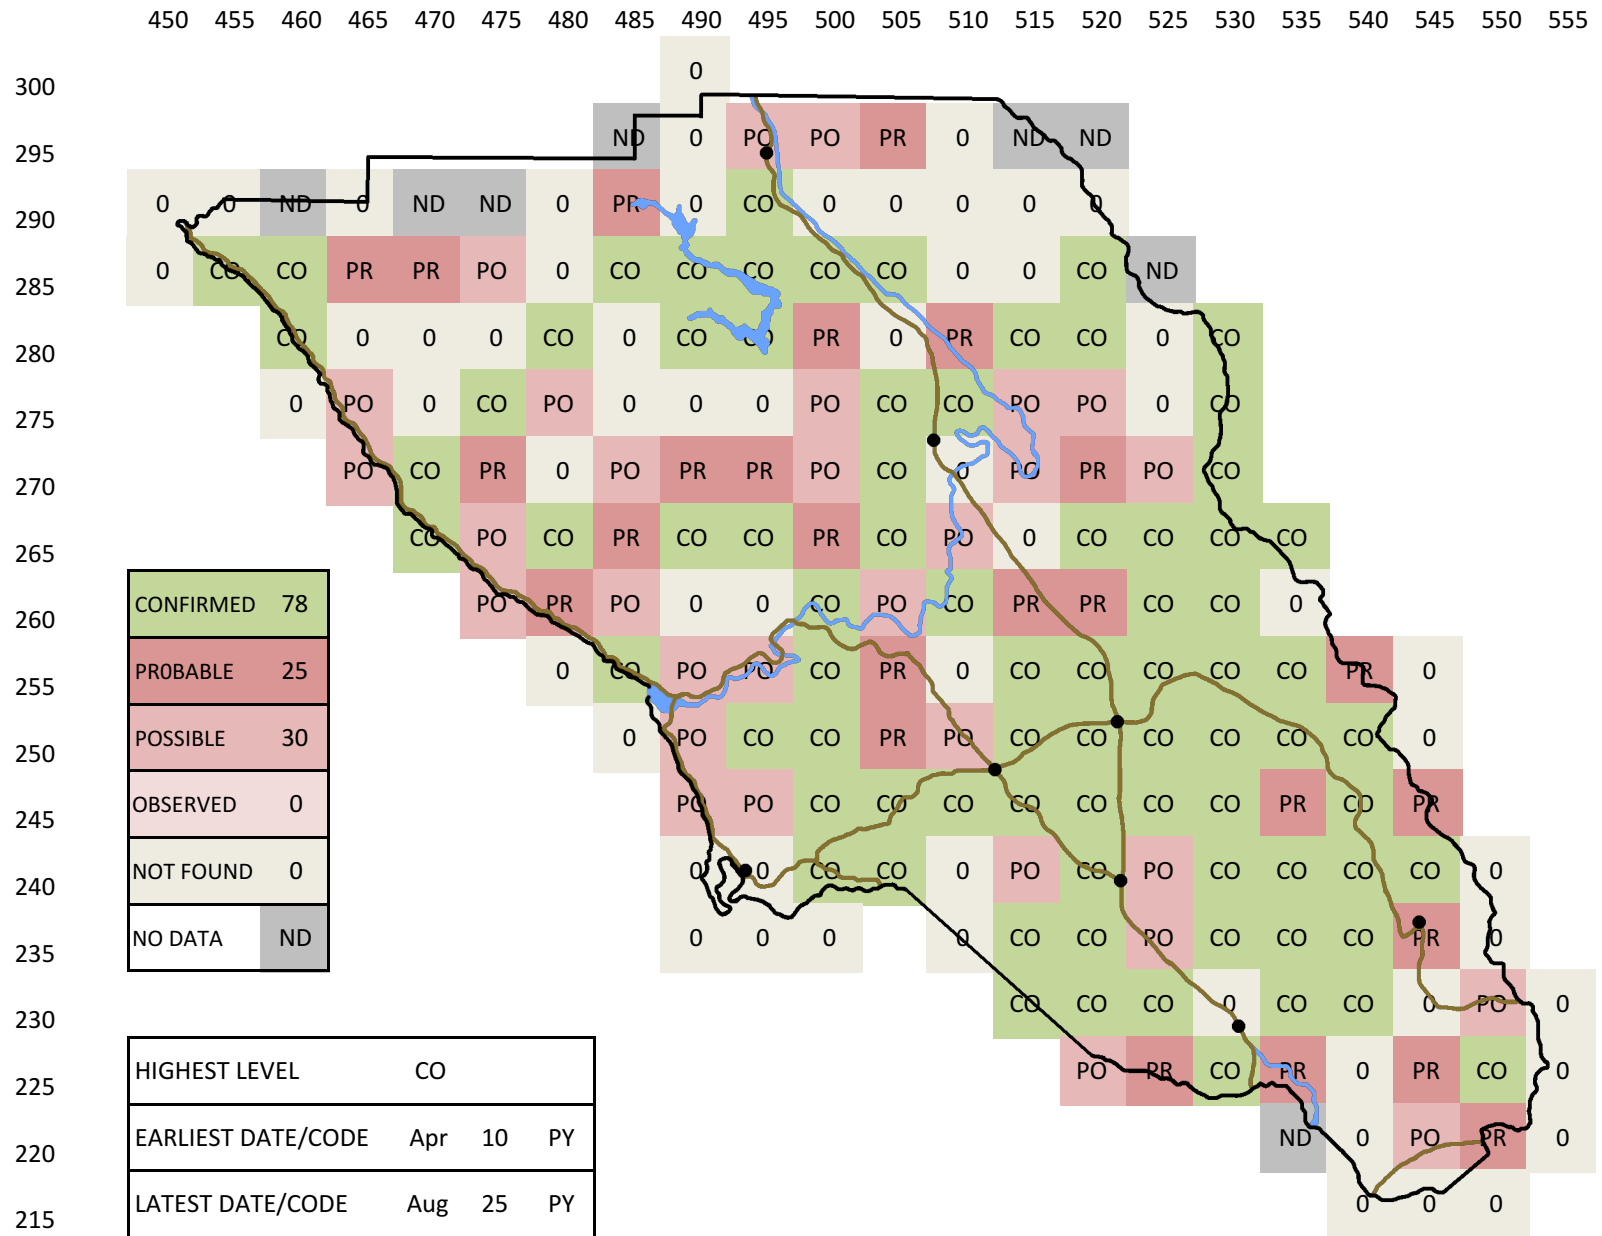 450 455 460 465 470 475 480 485 490 495 500 505 510 515 520 525 530 535 540 545 550 555
0
300
ND 0 PO PO PR 0 ND ND
295
0 0 ND 0 ND ND 0 PR 0 CO 0 0 0 0 0
290
0 CO CO PR PR PO 0 CO CO CO CO CO 0 0 CO ND
285
CO 0 0 0 CO 0 CO CO PR 0 PR CO CO 0 CO
280
0 PO 0 CO PO 0 0 0 PO CO CO PO PO 0 CO
275
PO CO PR 0 PO PR PR PO CO 0 PO PR PO CO
270
CO PO CO PR CO CO PR CO PO 0 CO CO CO CO
265
PO PR PO 0 0 CO PO CO PR PR CO CO 0
260
0 CO PO PO CO PR 0 CO CO CO CO CO PR 0
255
0 PO CO CO PR PO CO CO CO CO CO CO 0
250
PO PO CO CO CO CO CO CO CO PR CO PR
245
0 0 CO CO 0 PO CO PO CO CO CO CO 0
240
0 0 0 0 CO CO PO CO CO CO PR 0
235
CO CO CO 0 CO CO 0 PO 0
230
PO PR CO PR 0 PR CO 0
225
ND 0 PO PR 0
220
0 0 0
215
CONFIRMED 78
PR0BABLE 25
POSSIBLE 30
OBSERVED 0
NOT FOUND 0
NO DATA ND
HIGHEST LEVEL CO
EARLIEST DATE/CODE Apr 10 PY
LATEST DATE/CODE Aug 25 PY